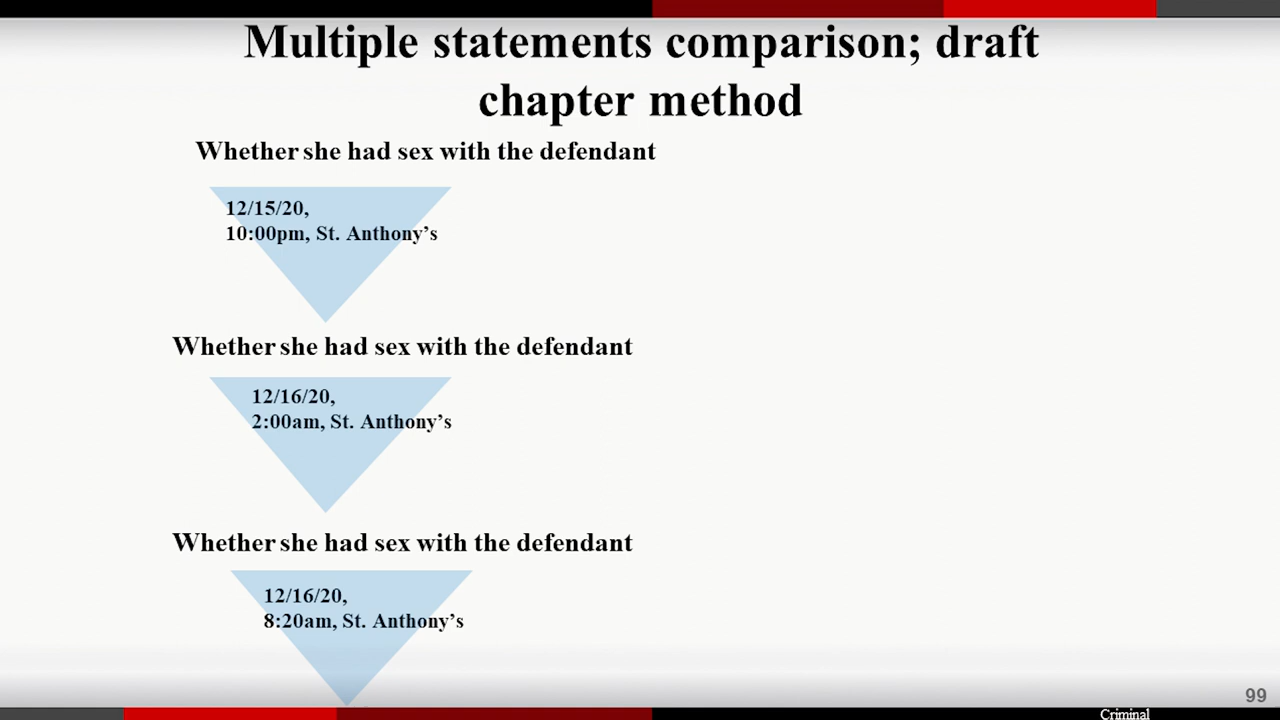 Multiple statements comparison; draft
chapter method
Whether she had sex with the defendant
12/15/20,
10:00pm, St. Anthony’s
Whether she had sex with the defendant
12/16/20,
2:00am, St. Anthony’s
Whether she had sex with the defendant
12/16/20,
8:20am, St. Anthony’s
99
Criminal